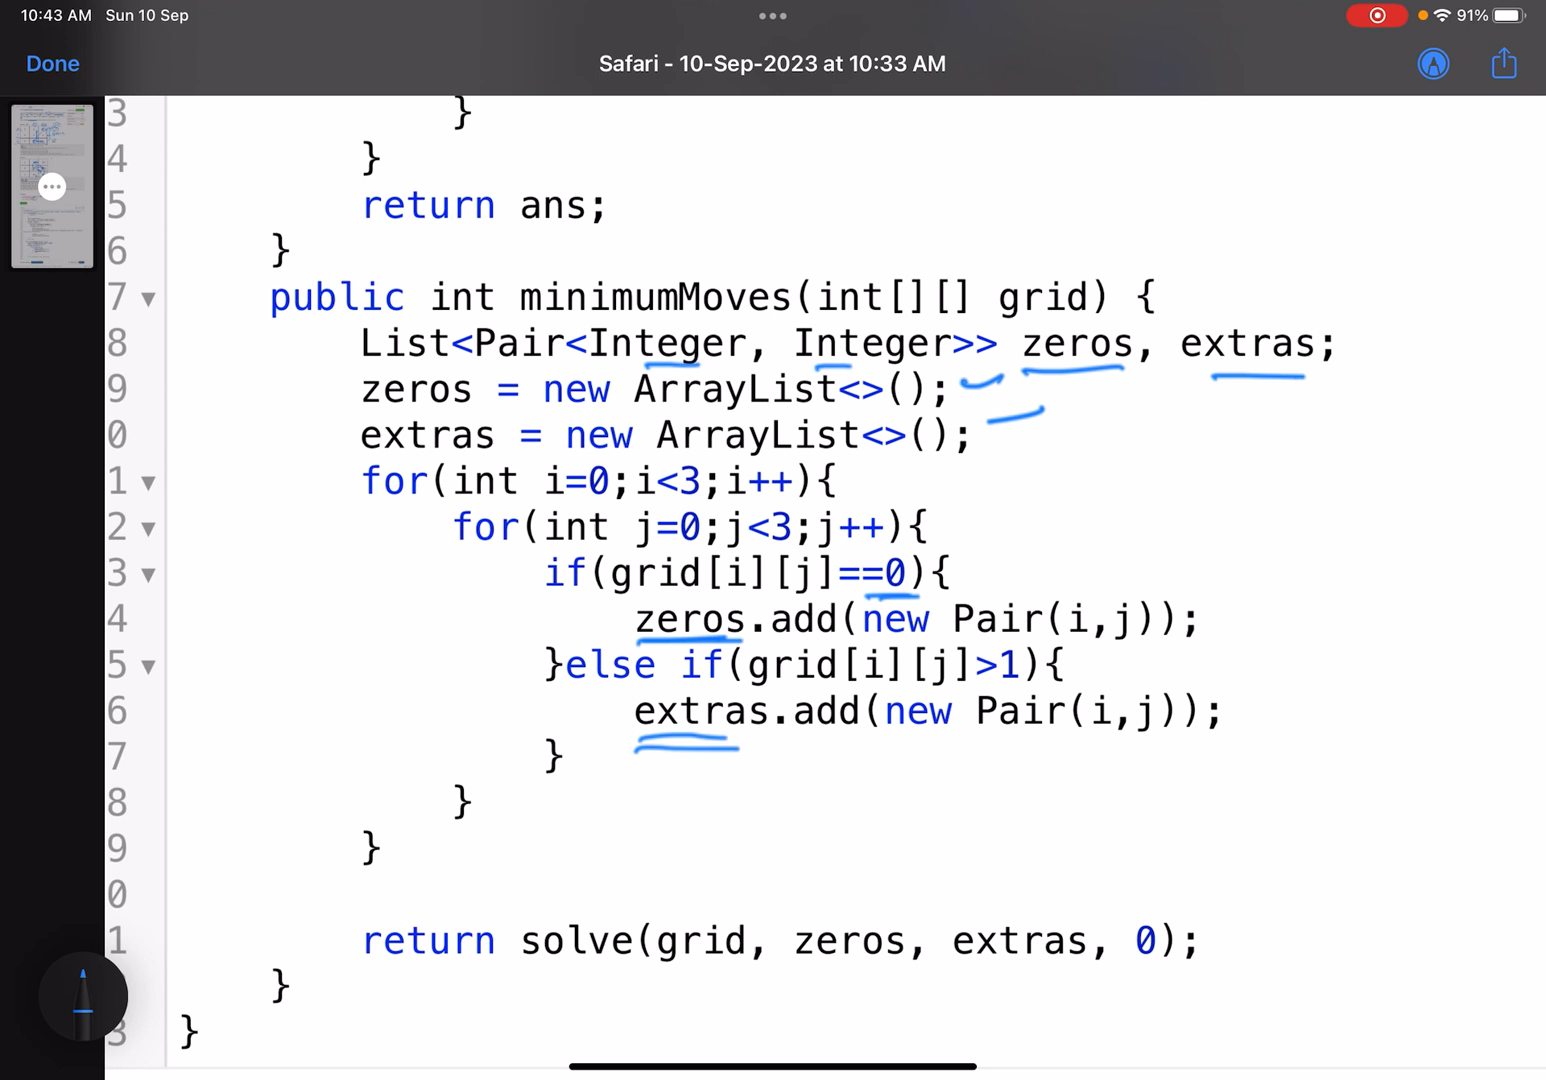 10:43 AM Sun 10 Sep
91%
Done
Safari - 10-Sep-2023 at 10:33 AM
3 }
4 }
5 return ans;
6 }
7 public int minimumMoves(int[][] grid) {
8 List<Pair<Integer, Integer>> zeros, extras;
9 zeros = new ArrayList<>();
0 extras = new ArrayList<>();
1 for(int i=0;i<3;i++){
2 for(int j=0;j<3;j++){
3 if(grid[i][j]==0){
4 zeros.add(new Pair(i,j));
5 }else if(grid[i][j]>1){
6 extras.add(new Pair(i,j));
7 }
8 }
9 }
0
1 return solve(grid, zeros, extras, 0);
}
3 }